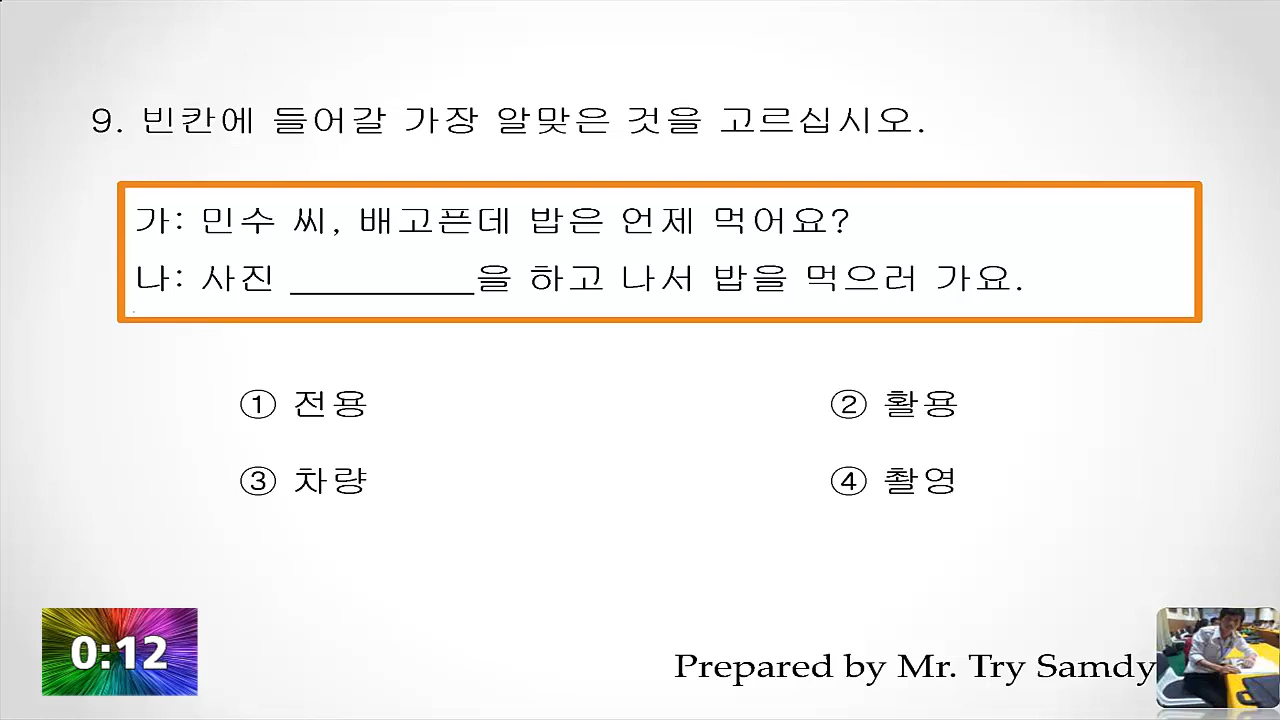 9. 빈칸에 들어갈 가장 알맞은 것을 고르십시오.
가: 민수 씨, 배고픈데 밥은 언제 먹어요?
나: 사진 __________을 하고 나서 밥을 먹으러 가요.
① 전용
② 활용
③ 차량
④ 촬영
0:12
Prepared by Mr. Try Samdy